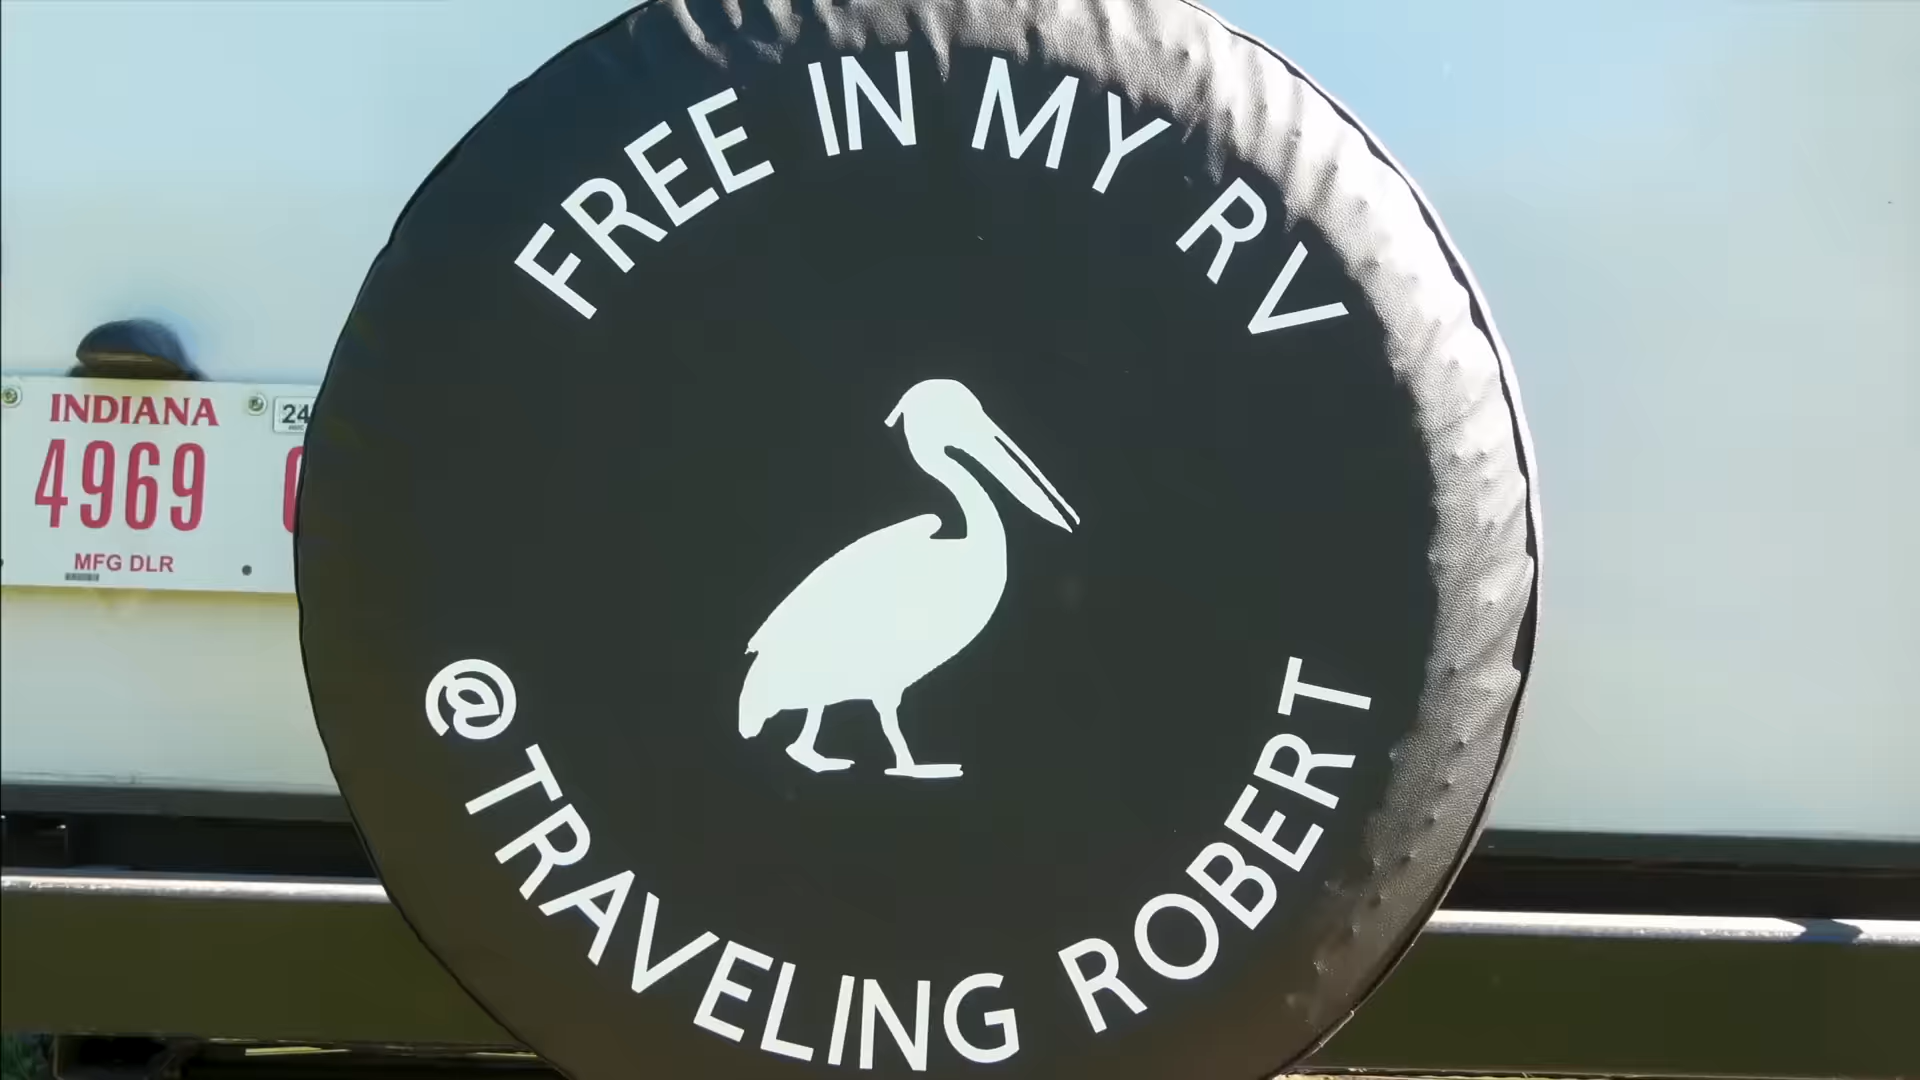 FREE IN MY RV
INDIANA
24
4969
MFG DLR
@TRAVELING ROBERT